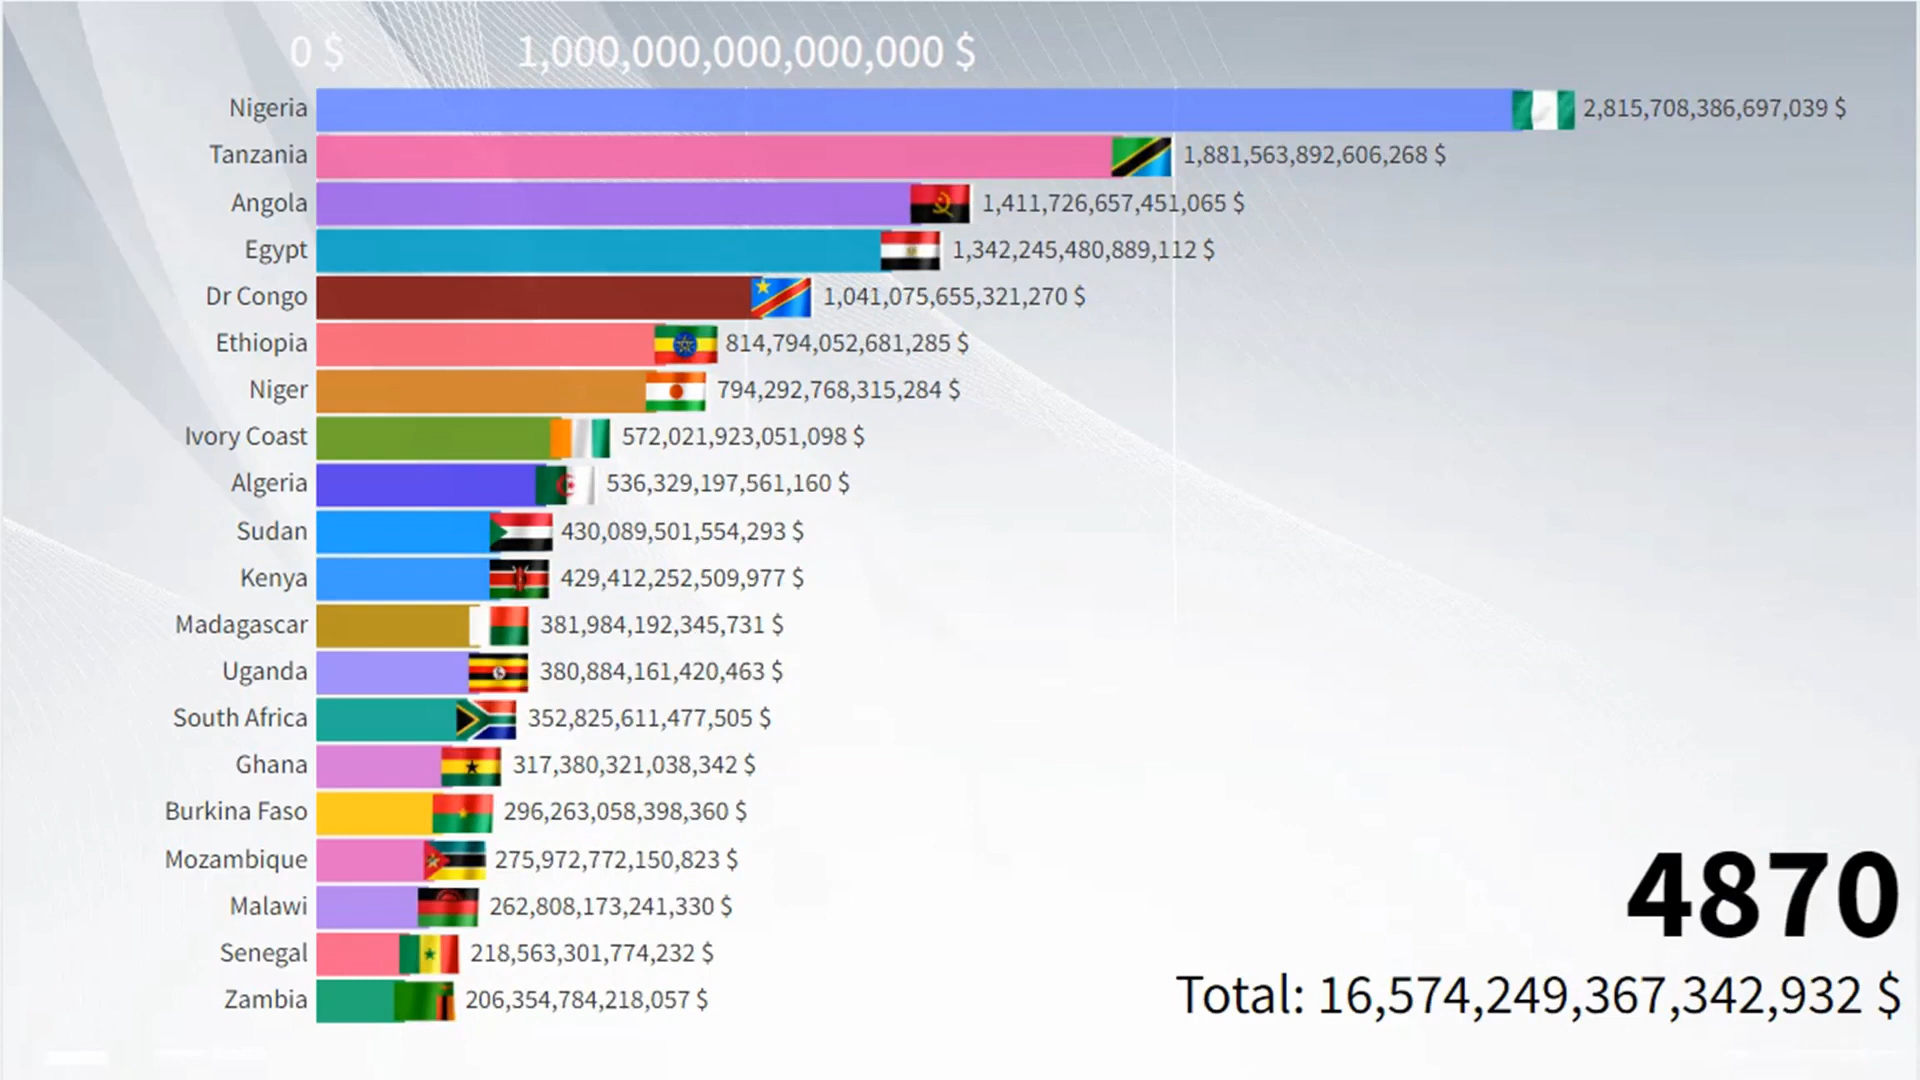 0 $ 1,000,000,000,000,000 $
Nigeria 2,815,708,386,697,039 $
Tanzania 1,881,563,892,606,268 $
Angola 1,411,726,657,451,065 $
Egypt 1,342,245,480,889,112 $
Dr Congo 1,041,075,655,321,270 $
Ethiopia 814,794,052,681,285 $
Niger 794,292,768,315,284 $
Ivory Coast 572,021,923,051,098 $
Algeria 536,329,197,561,160 $
Sudan 430,089,501,554,293 $
Kenya 429,412,252,509,977 $
Madagascar 381,984,192,345,731 $
Uganda 380,884,161,420,463 $
South Africa 352,825,611,477,505 $
Ghana 317,380,321,038,342 $
Burkina Faso 296,263,058,398,360 $
Mozambique 275,972,772,150,823 $
Malawi 262,808,173,241,330 $
Senegal 218,563,301,774,232 $
Zambia 206,354,784,218,057 $
4870
Total: 16,574,249,367,342,932 $